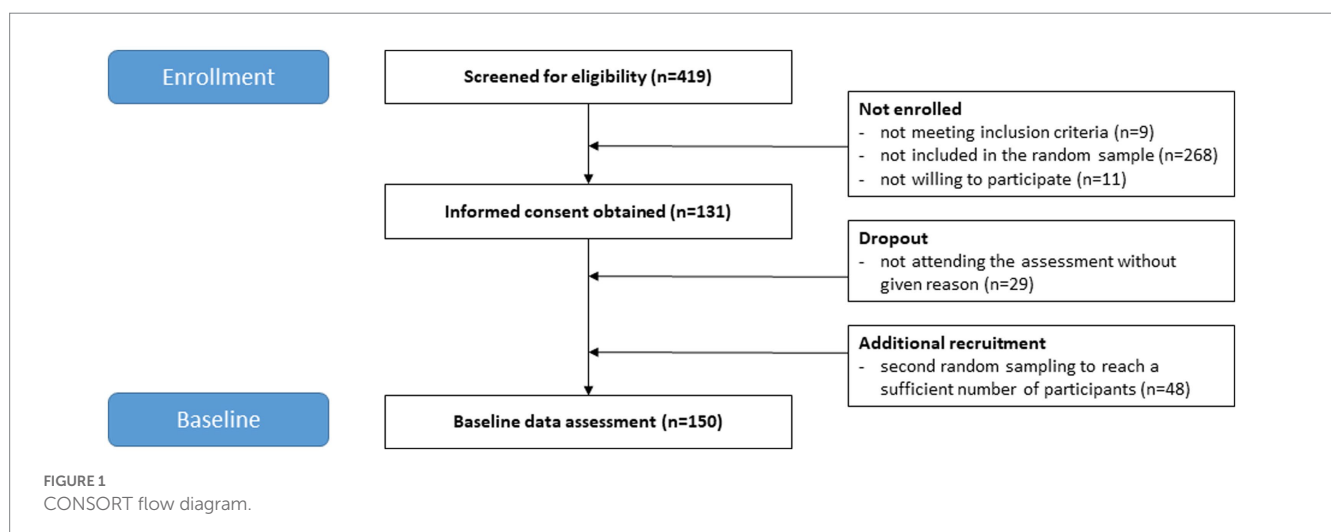 Enrollment
Screened for eligibility (n=419)
Not enrolled
- not meeting inclusion criteria (n=9)
- not included in the random sample (n=268)
- not willing to participate (n=11)
Informed consent obtained (n=131)
Dropout
- not attending the assessment without
given reason (n=29)
Additional recruitment
- second random sampling to reach a
sufficient number of participants (n=48)
Baseline
Baseline data assessment (n=150)
FIGURE 1
CONSORT flow diagram.